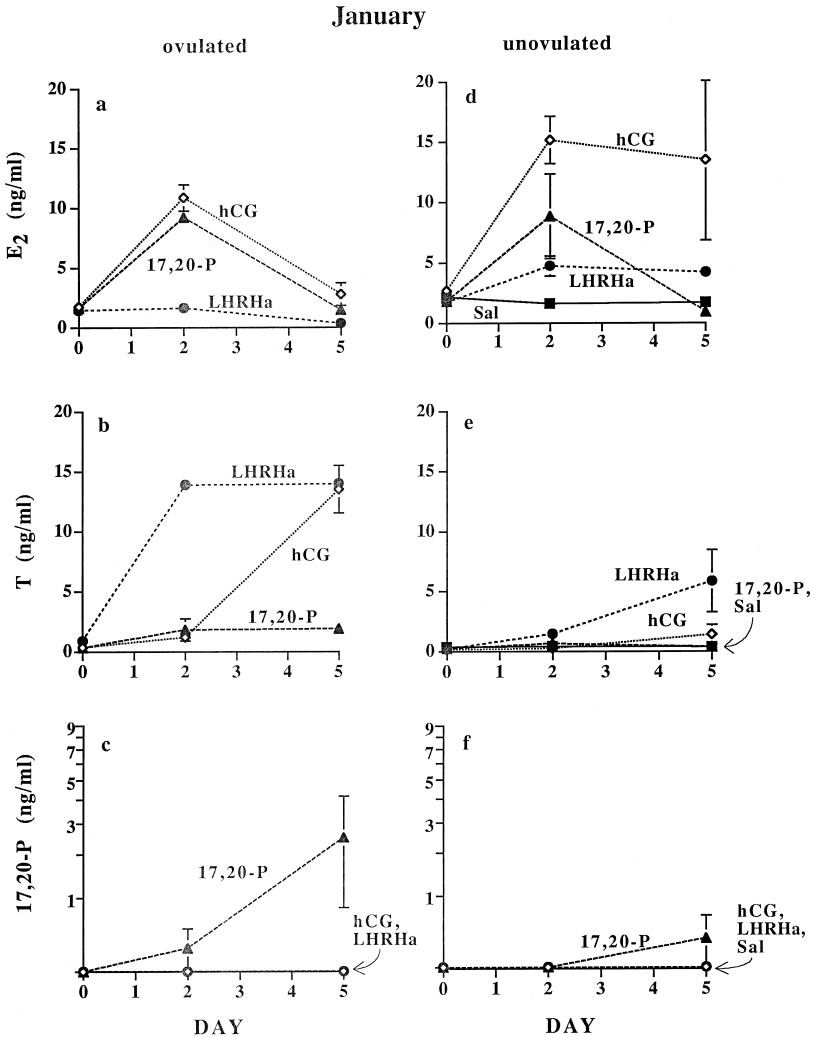 January
ovulated
unovulated
a
E2 (ng/ml)
20
15
10
5
0
hCG
17,20-P
LHRHa
0 1 2 3 4 5
d
20
15
10
5
0
hCG
17,20-P
LHRHa
Sal
0 1 2 3 4 5
b
T (ng/ml)
20
15
10
5
0
LHRHa
hCG
17,20-P
0 1 2 3 4 5
e
20
15
10
5
0
LHRHa
hCG
17,20-P,
Sal
0 1 2 3 4 5
c
17,20-P (ng/ml)
9
7
5
3
1
17,20-P
hCG,
LHRHa
0 1 2 3 4 5
DAY
f
9
7
5
3
1
17,20-P
hCG,
LHRHa,
Sal
0 1 2 3 4 5
DAY